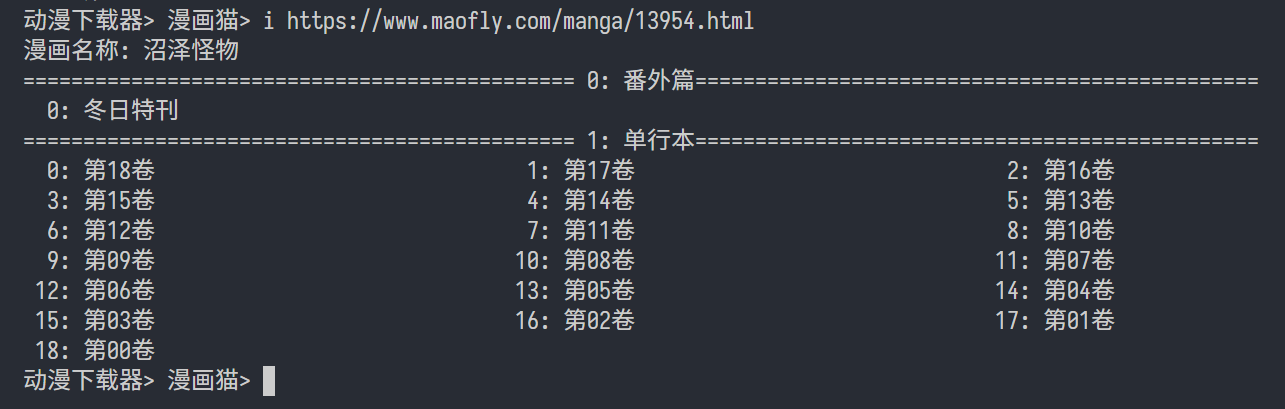 动漫下载器> 漫画猫> i https://www.maofly.com/manga/13954.html
漫画名称: 沼泽怪物
============================================== 0: 番外篇===============================================
  0: 冬日特刊
============================================== 1: 单行本===============================================
  0: 第18卷                               1: 第17卷                               2: 第16卷
  3: 第15卷                               4: 第14卷                               5: 第13卷
  6: 第12卷                               7: 第11卷                               8: 第10卷
  9: 第09卷                              10: 第08卷                              11: 第07卷
 12: 第06卷                              13: 第05卷                              14: 第04卷
 15: 第03卷                              16: 第02卷                              17: 第01卷
 18: 第00卷
动漫下载器> 漫画猫>